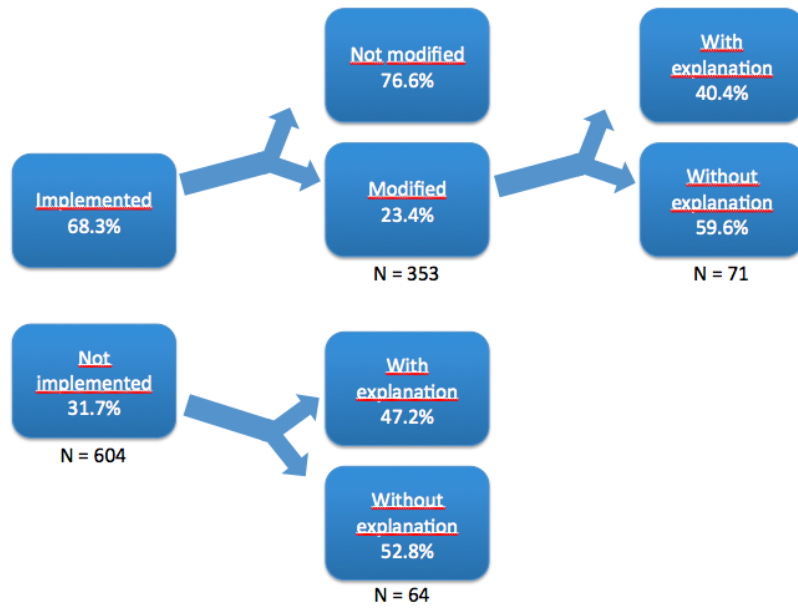 Not modified
76.6%
With
explanation
40.4%
Implemented
68.3%
Modified
23.4%
Without
explanation
59.6%
N = 353
N = 71
Not
implemented
31.7%
With
explanation
47.2%
N = 604
Without
explanation
52.8%
N = 64